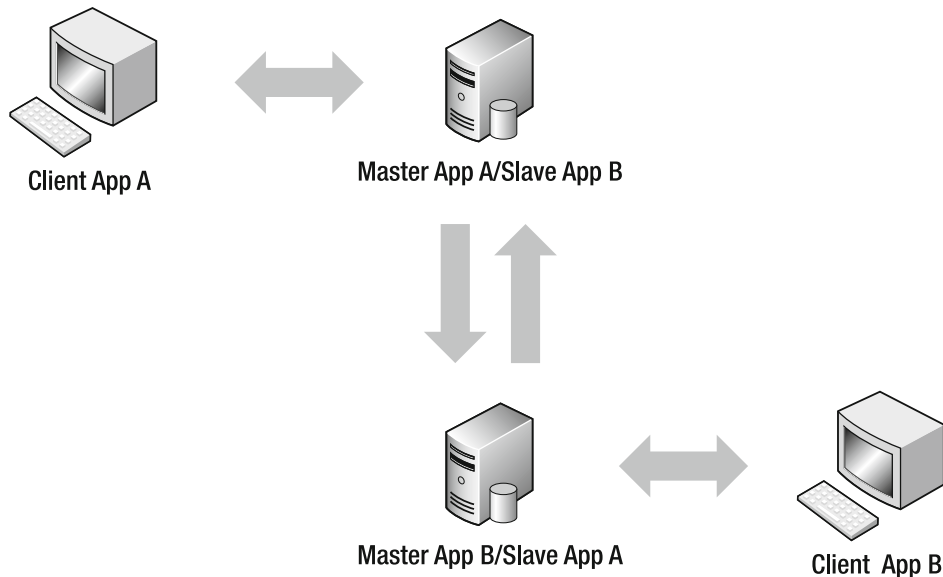 Client App A
Master App A/Slave App B
Master App B/Slave App A
Client App B